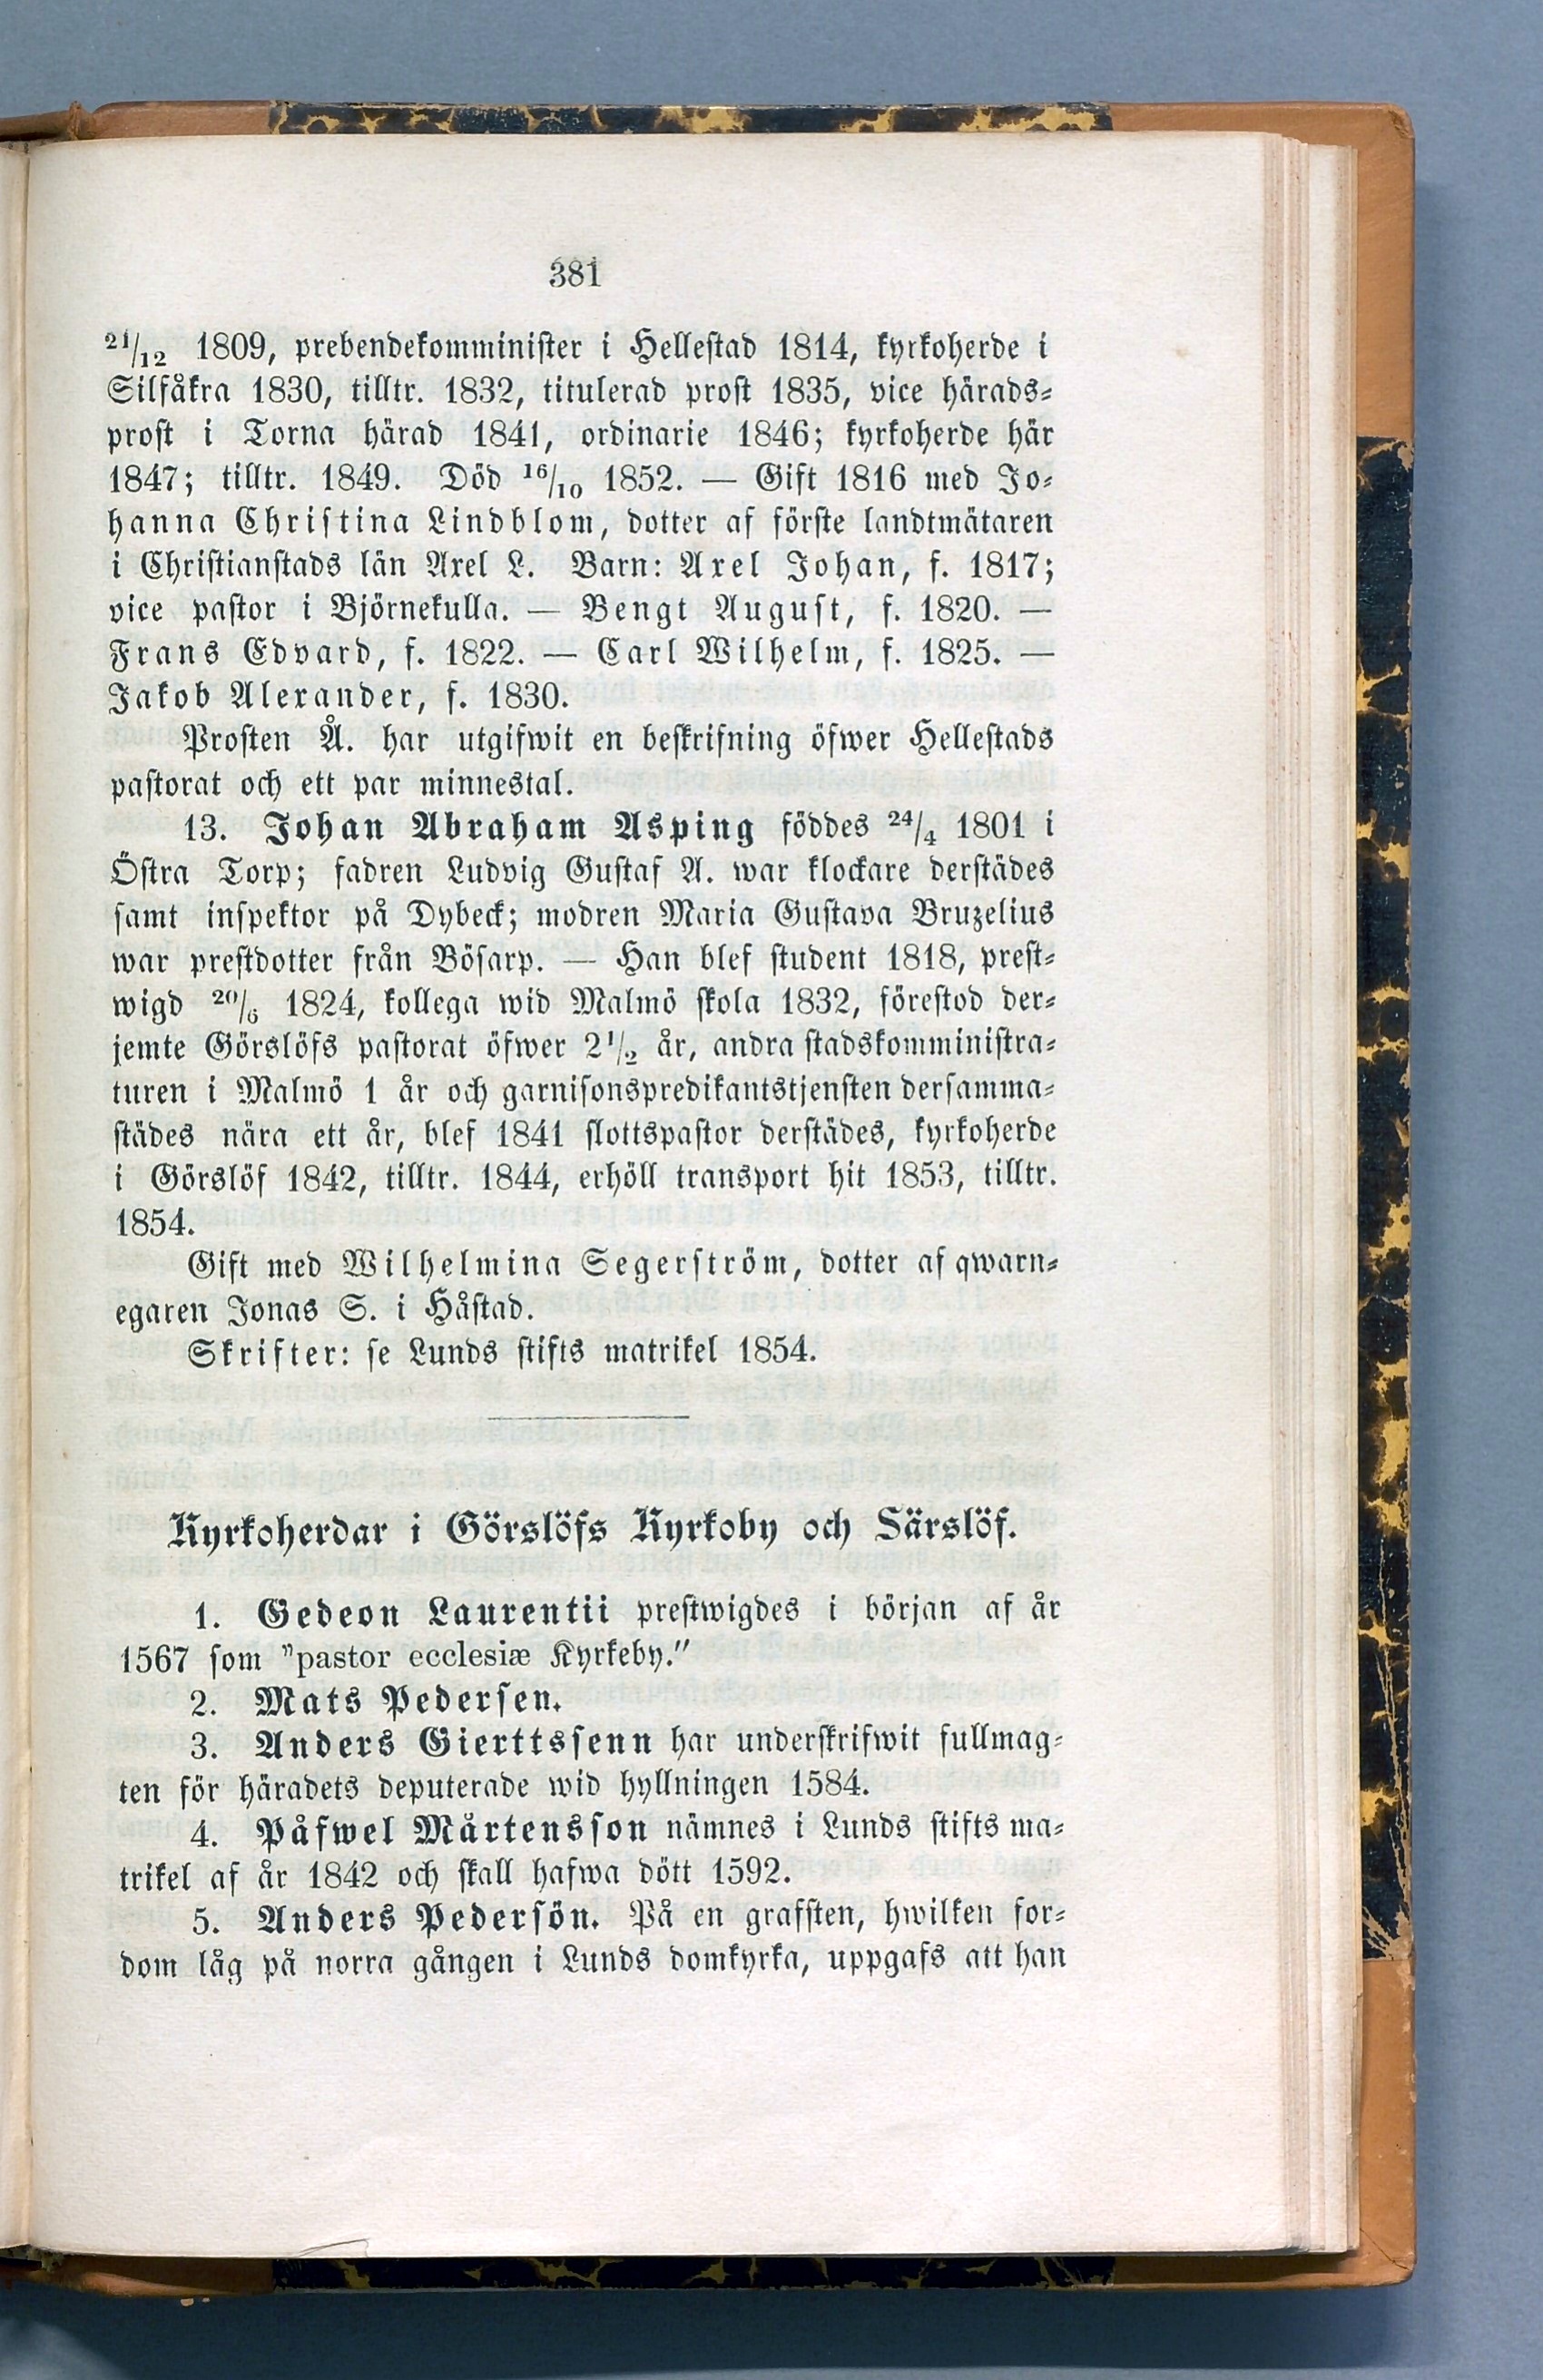 381
21/12 1809, prebendekomminister i Hellestad 1814, kyrkoherde i
Silfåkra 1830, tilltr. 1832, titulerad prost 1835, vice härads-
prost i Torna härad 1841, ordinarie 1846; kyrkoherde här
1847; tilltr. 1849. Död 16/10 1852. — Gift 1816 med Jo-
hanna Christina Lindblom, dotter af förste landtmätaren
i Christianstads län Axel L. Barn: Axel Johan, f. 1817;
vice pastor i Björnekulla. — Bengt August, f. 1820. —
Frans Edvard, f. 1822. — Carl Wilhelm, f. 1825. —
Jakob Alexander, f. 1830.
Prosten Å. har utgifwit en beskrifning öfwer Hellestads
pastorat och ett par minnestal.
13. Johan Abraham Asping föddes 24/4 1801 i
Östra Torp; fadren Ludvig Gustaf A. war klockare derstädes
samt inspektor på Dybeck; modren Maria Gustava Bruzelius
war prestdotter från Bösarp. — Han blef student 1818, prest-
wigd 20/6 1824, kollega wid Malmö skola 1832, förestod der-
jemte Görslöfs pastorat öfwer 2 1/2 år, andra stadskomministra-
turen i Malmö 1 år och garnisonspredikantstjensten dersamma-
städes nära ett år, blef 1841 slottspastor derstädes, kyrkoherde
i Görslöf 1842, tilltr. 1844, erhöll transport hit 1853, tilltr.
1854.
Gift med Wilhelmina Segerström, dotter af qwarn-
egaren Jonas S. i Håstad.
Skrifter: se Lunds stifts matrikel 1854.
Kyrkoherdar i Görslöfs Kyrkoby och Särslöf.
1. Gedeon Laurentii prestwigdes i början af år
1567 som "pastor ecclesiæ Kyrkeby."
2. Mats Pedersen.
3. Anders Gierttssenn har underskrifwit fullmag-
ten för häradets deputerade wid hyllningen 1584.
4. Påfwel Mårtensson nämnes i Lunds stifts ma-
trikel af år 1842 och skall hafwa dött 1592.
5. Anders Pedersön. På en grafsten, hwilken for-
dom låg på norra gången i Lunds domkyrka, uppgafs att han